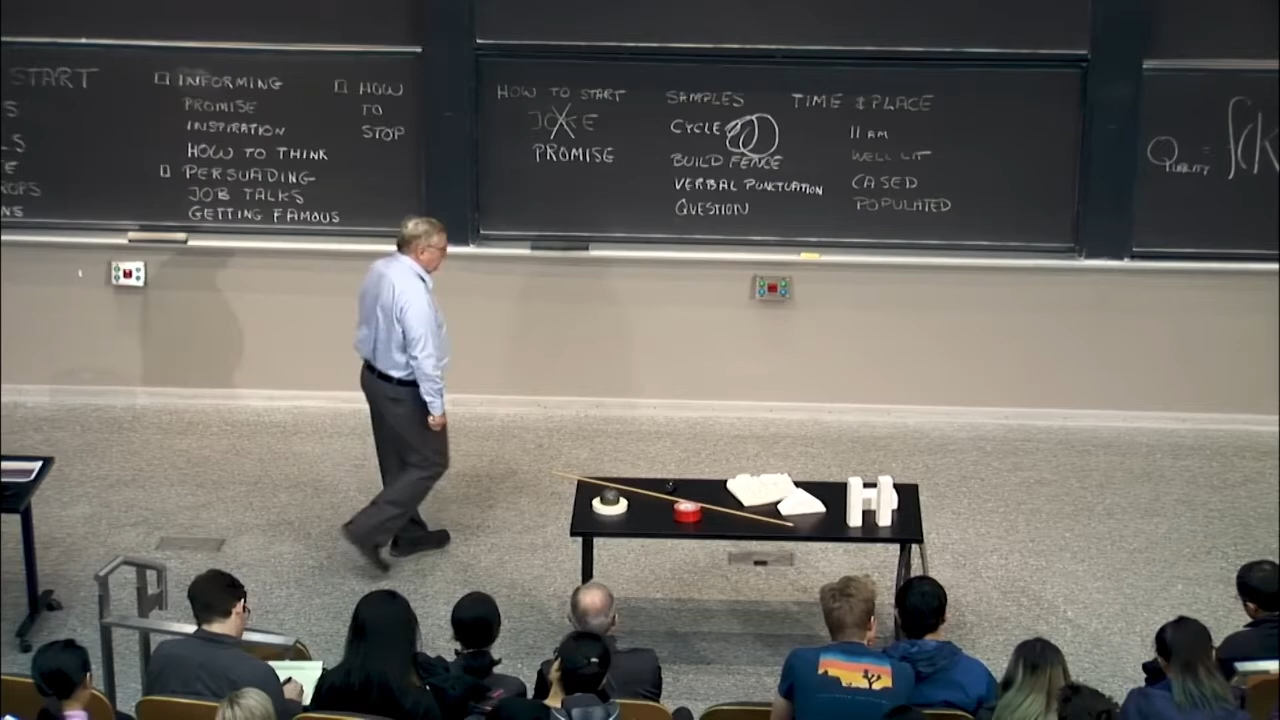 START
INFORMING
PROMISE
INSPIRATION
HOW TO THINK
PERSUADING
JOB TALKS
GETTING FAMOUS
HOW
TO
STOP
HOW TO START
JOKE
PROMISE
SAMPLES
CYCLE
BUILD FENCE
VERBAL PUNCTUATION
QUESTION
TIME & PLACE
11 AM
WELL LIT
CASED
POPULATED
QUALITY = ∫(K